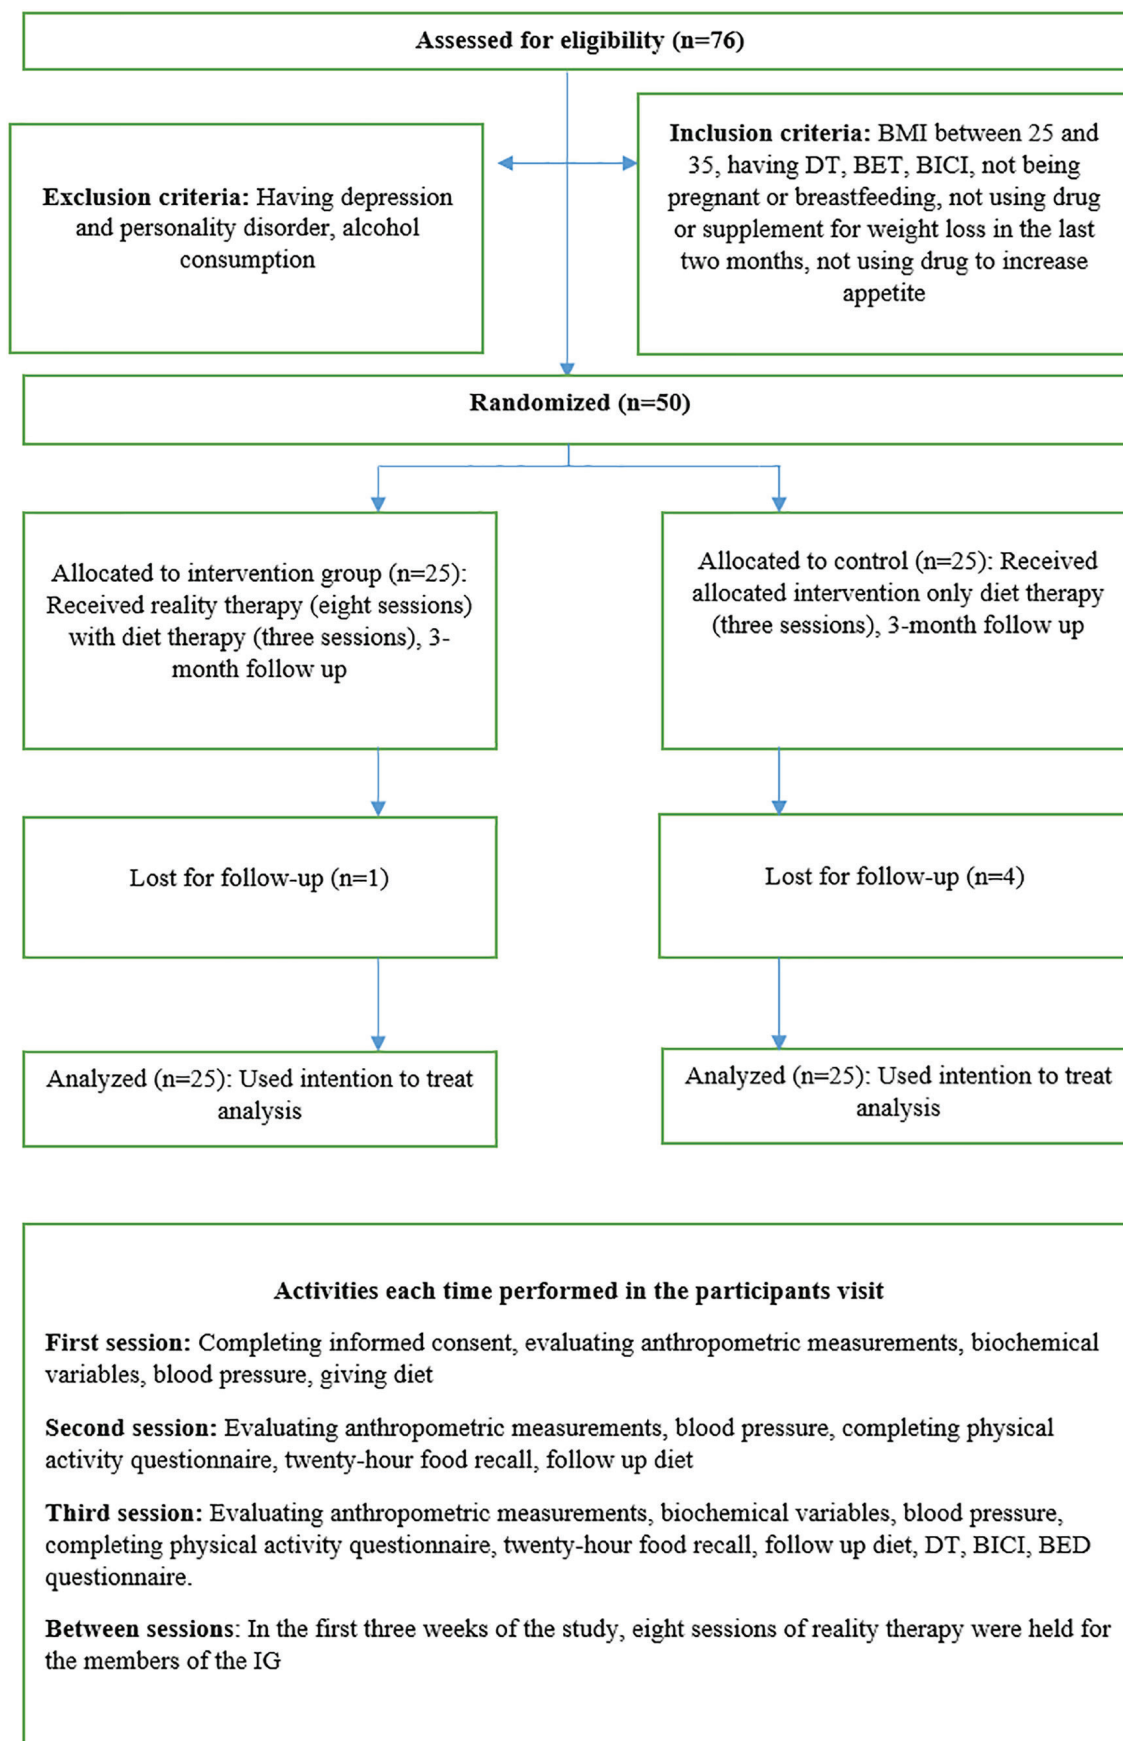 Assessed for eligibility (n=76)
Exclusion criteria: Having depression
and personality disorder, alcohol
consumption
Inclusion criteria: BMI between 25 and
35, having DT, BET, BICI, not being
pregnant or breastfeeding, not using drug
or supplement for weight loss in the last
two months, not using drug to increase
appetite
Randomized (n=50)
Allocated to intervention group (n=25):
Received reality therapy (eight sessions)
with diet therapy (three sessions), 3-
month follow up
Allocated to control (n=25): Received
allocated intervention only diet therapy
(three sessions), 3-month follow up
Lost for follow-up (n=1)
Lost for follow-up (n=4)
Analyzed (n=25): Used intention to treat
analysis
Analyzed (n=25): Used intention to treat
analysis
Activities each time performed in the participants visit
First session: Completing informed consent, evaluating anthropometric measurements, biochemical
variables, blood pressure, giving diet
Second session: Evaluating anthropometric measurements, blood pressure, completing physical
activity questionnaire, twenty-hour food recall, follow up diet
Third session: Evaluating anthropometric measurements, biochemical variables, blood pressure,
completing physical activity questionnaire, twenty-hour food recall, follow up diet, DT, BICI, BED
questionnaire.
Between sessions: In the first three weeks of the study, eight sessions of reality therapy were held for
the members of the IG